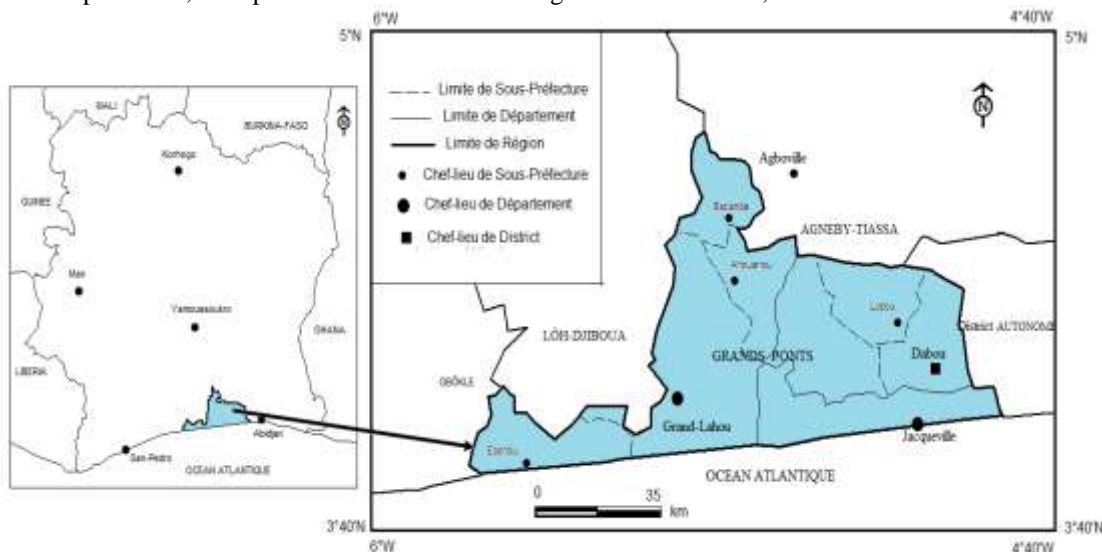 6°W
4°40'W
5°N
5°N
Limite de Sous-Préfecture
Limite de Département
Limite de Région
Chef-lieu de Sous-Préfecture
Chef-lieu de Département
Chef-lieu de District
N
N
BURKINA-FASO
Korhogo
GUINEE
Man
Yamoussoukro
GHANA
LIBERIA
Abidjan
San-Pedro
OCEAN ATLANTIQUE
Agboville
AGNEBY-TIASSA
LÔH-DJIBOUA
GRANDS-PONTS
District AUTONOME
Dabou
GBÔKLE
Grand-Lahou
Jacqueville
OCEAN ATLANTIQUE
0 35
km
3°40'N
3°40'N
6°W
4°40'W